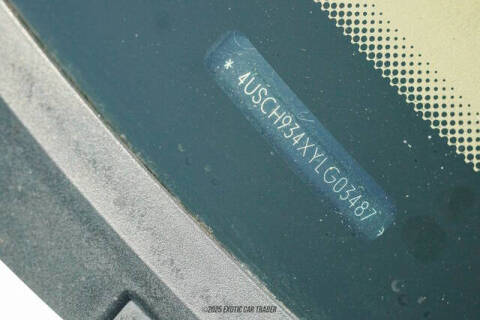 * 4USCH934XYLG03487 *
©2025 EXOTIC CAR TRADER